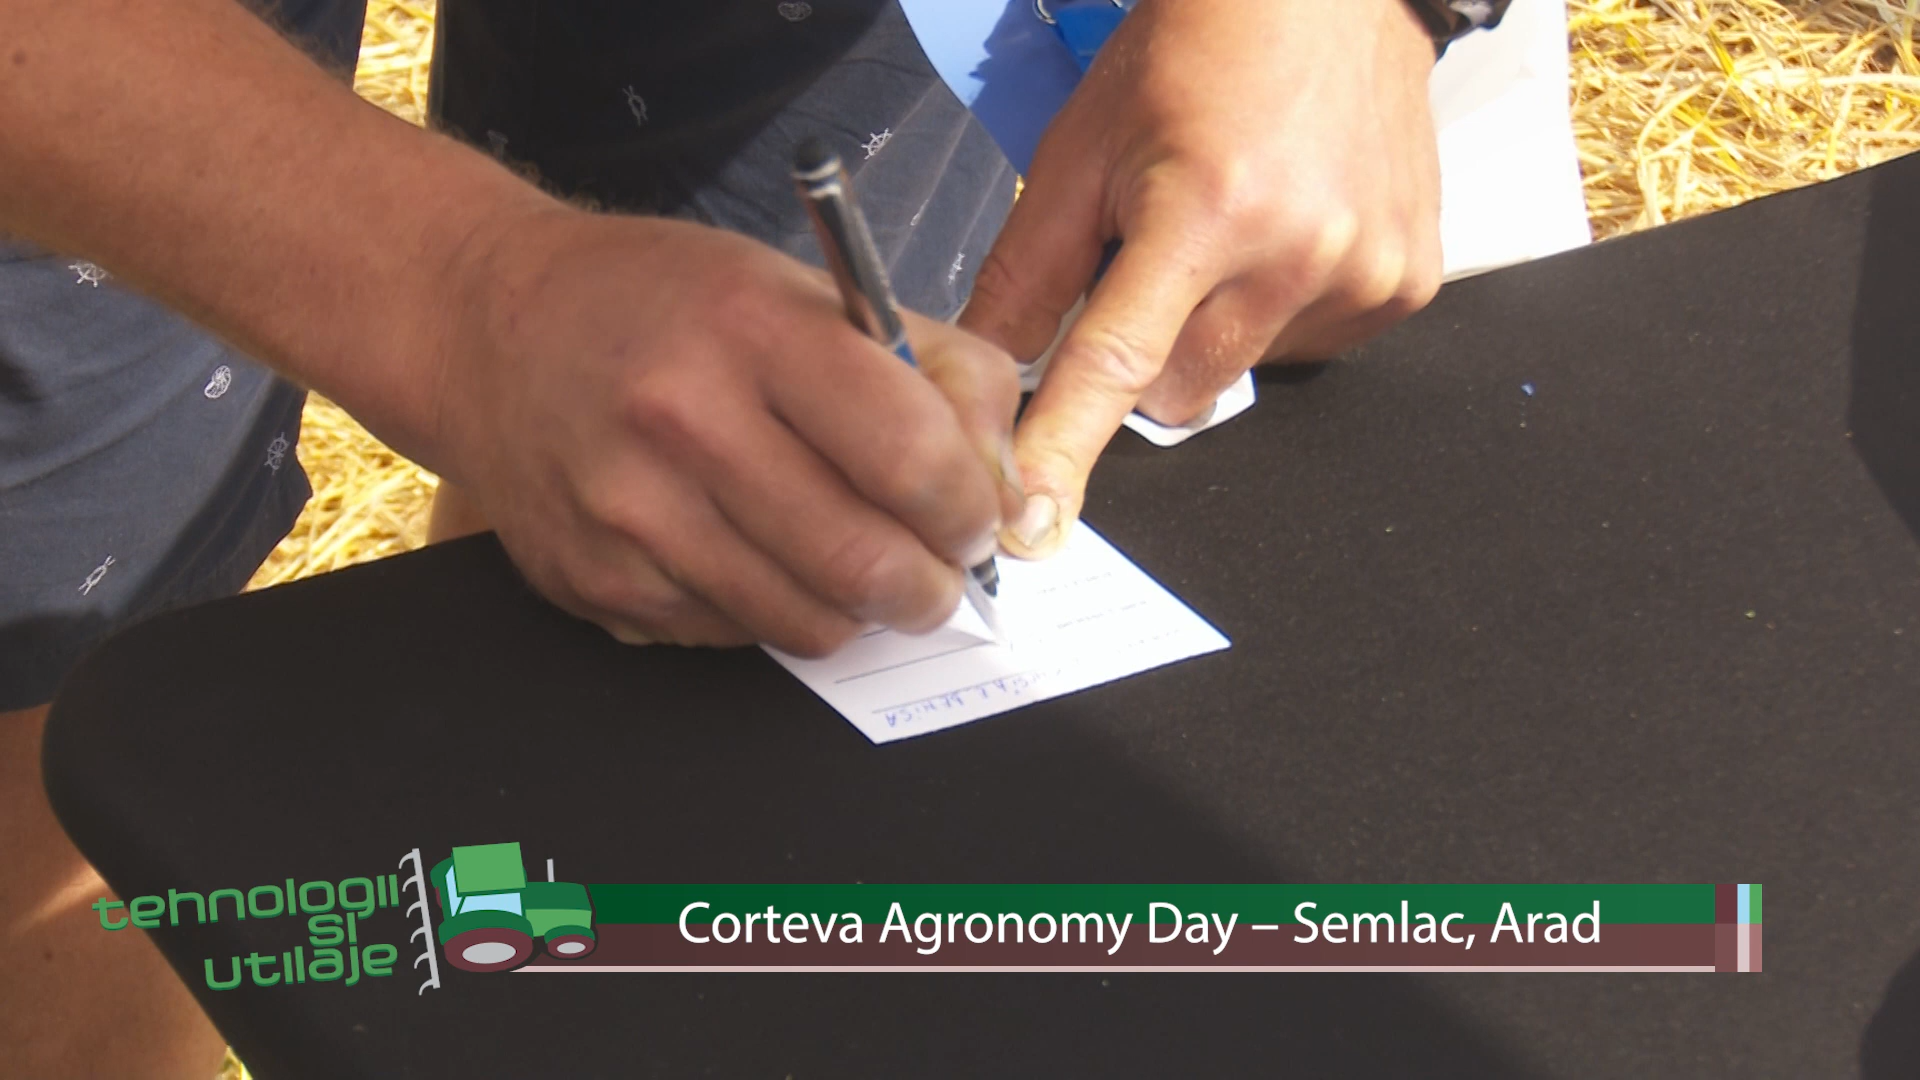 tehnologii
si
utilaje
Corteva Agronomy Day – Semlac, Arad